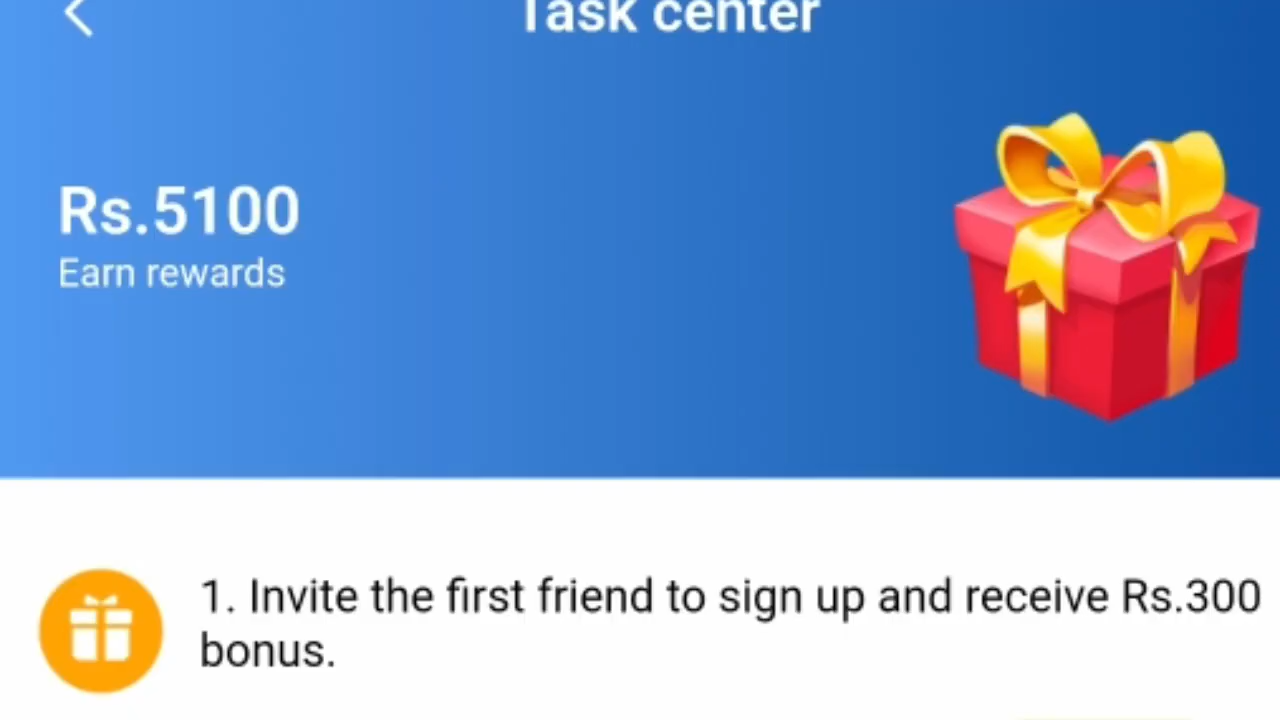 Task center
Rs.5100
Earn rewards
1. Invite the first friend to sign up and receive Rs.300
bonus.